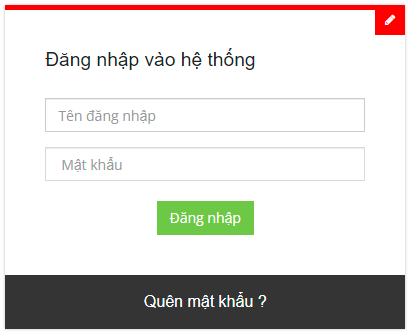 Đăng nhập vào hệ thống
Tên đăng nhập
Mật khẩu
Đăng nhập
Quên mật khẩu ?